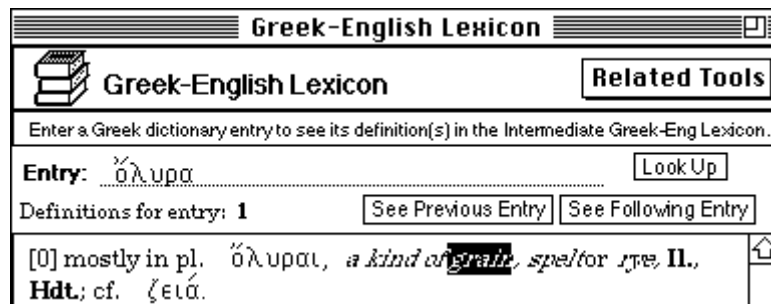 Greek-English Lexicon
Greek-English Lexicon Related Tools
Enter a Greek dictionary entry to see its definition(s) in the Intermediate Greek-Eng Lexicon.
Entry: ὄλυρα Look Up
Definitions for entry: 1 See Previous Entry See Following Entry
[0] mostly in pl. ὄλυραι, a kind of grain, spelt or rye, Il.,
Hdt.; cf. ζειά.